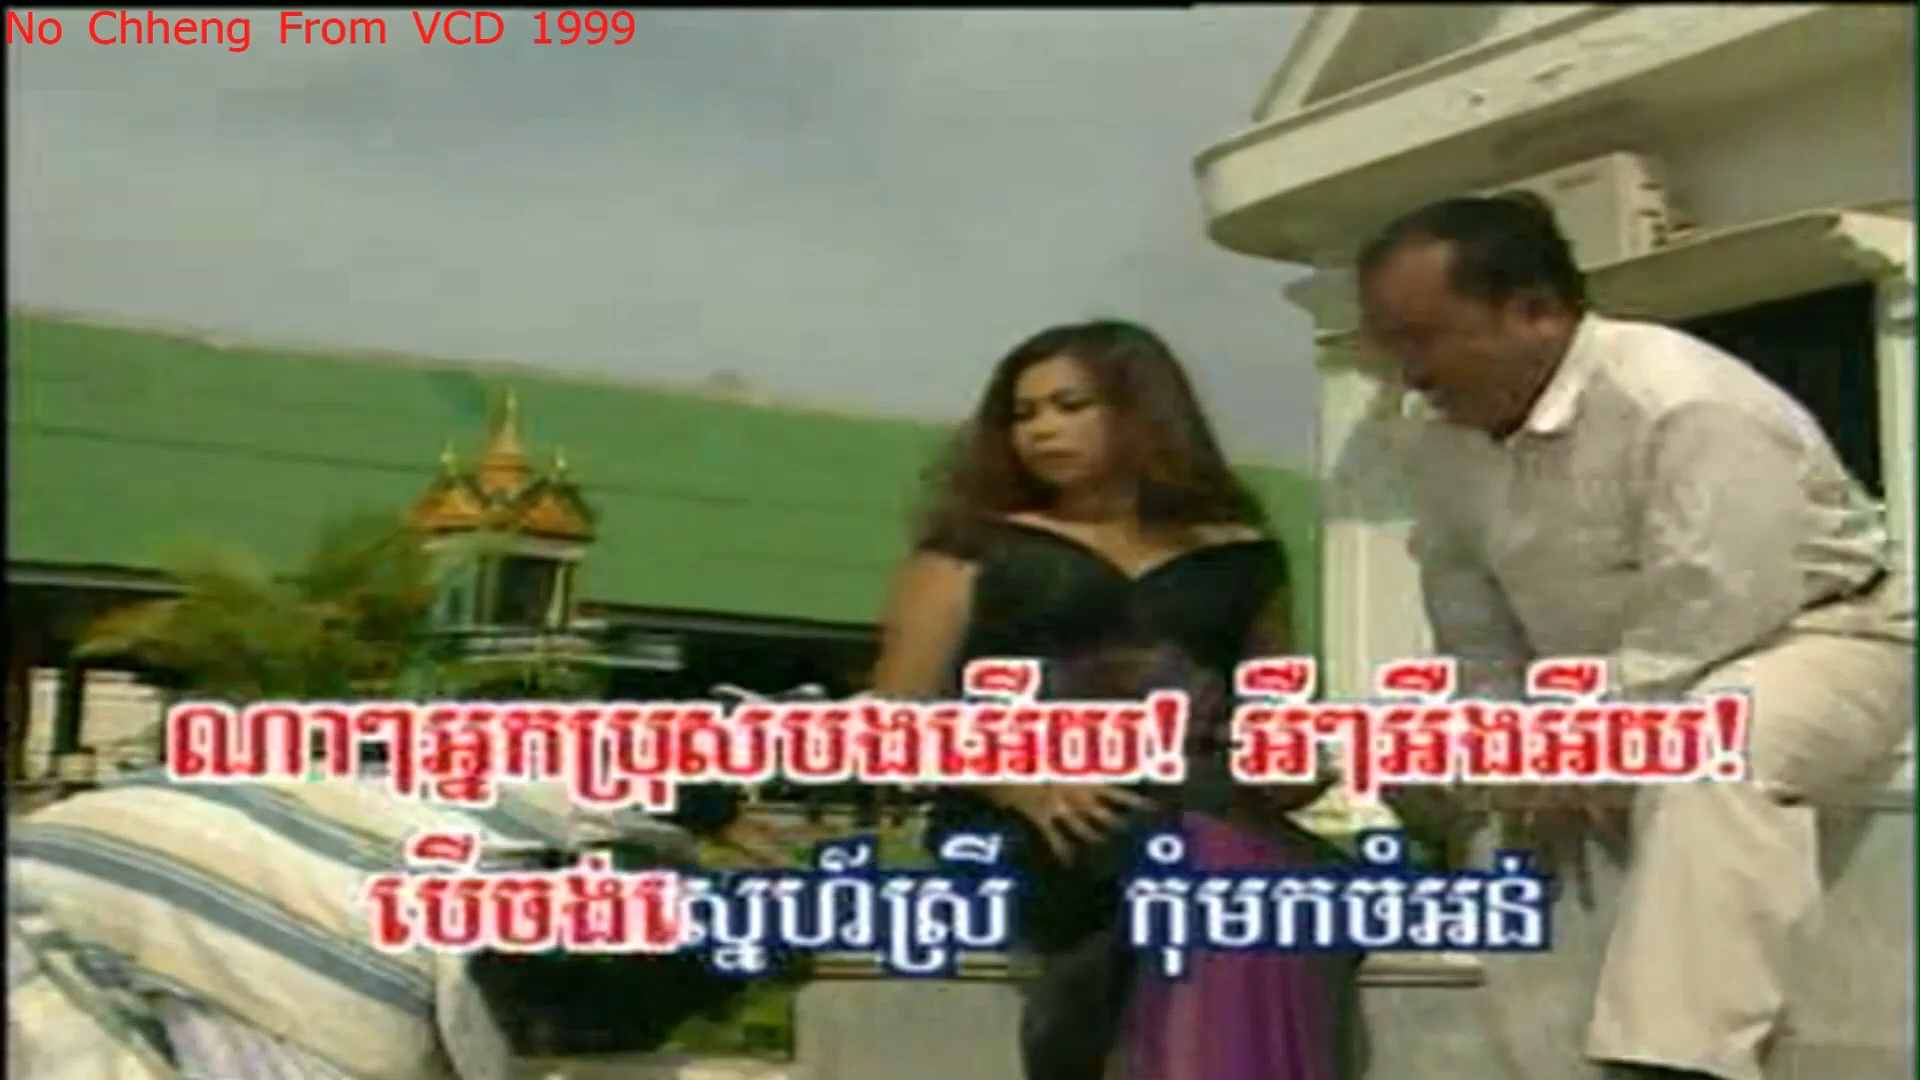 No Chheng From VCD 1999
ណាៗអ្នកប្រុសបងអើយ! អឺៗអឺងអឺយ!
បើចង់ស្នេហ៍ស្រី កុំមកចំអន់